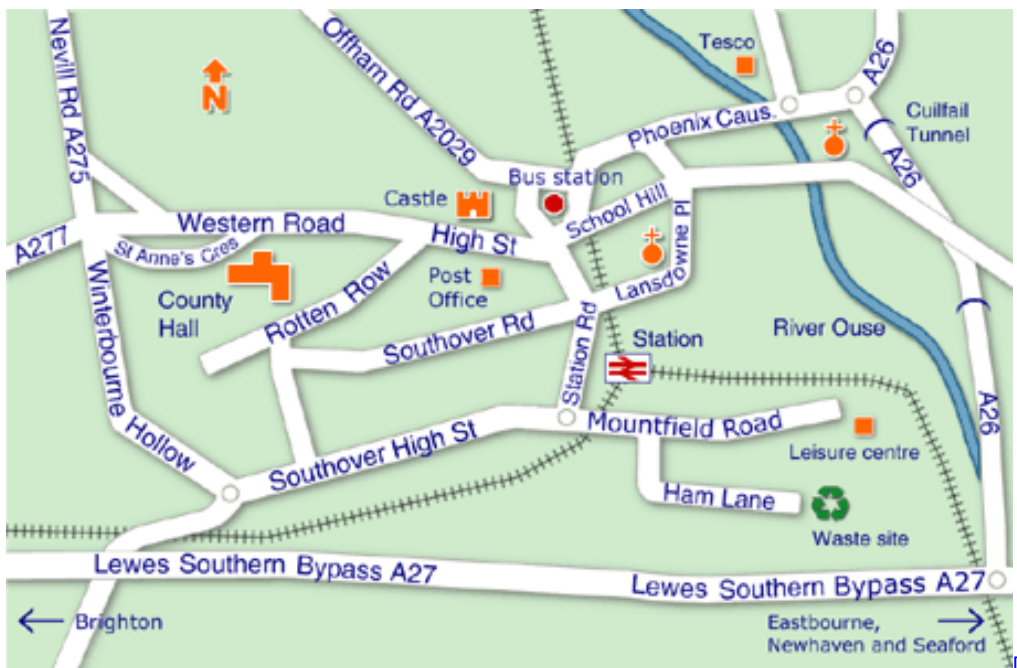 Nevill Rd A275
N
Offham Rd A2029
Tesco
A26
Phoenix Caus.
Cuilfail
Tunnel
A26
Bus station
Castle
School Hill
Western Road
High St
A277
St Anne's Cres
Lansdowne Pl
County
Hall
Post
Office
Rotten Row
Winterbourne
Hollow
Southover Rd
Station Rd
Station
River Ouse
A26
Southover High St
Mountfield Road
Leisure centre
Ham Lane
Waste site
Lewes Southern Bypass A27
Lewes Southern Bypass A27
Brighton
Eastbourne,
Newhaven and Seaford